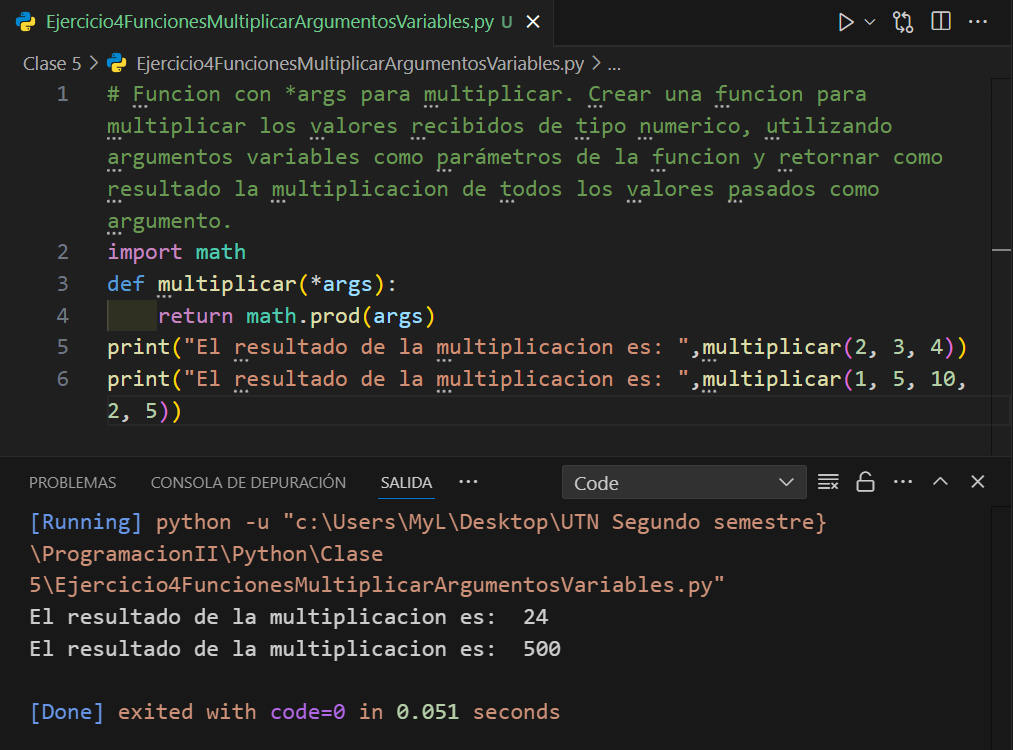 Ejercicio4FuncionesMultiplicarArgumentosVariables.py U
Clase 5 > Ejercicio4FuncionesMultiplicarArgumentosVariables.py > ...
1 # Funcion con *args para multiplicar. Crear una funcion para
multiplicar los valores recibidos de tipo numerico, utilizando
argumentos variables como parámetros de la funcion y retornar como
resultado la multiplicacion de todos los valores pasados como
argumento.
2 import math
3 def multiplicar(*args):
4     return math.prod(args)
5 print("El resultado de la multiplicacion es: ",multiplicar(2, 3, 4))
6 print("El resultado de la multiplicacion es: ",multiplicar(1, 5, 10,
2, 5))
PROBLEMAS CONSOLA DE DEPURACIÓN SALIDA ... Code
[Running] python -u "c:\Users\MyL\Desktop\UTN Segundo semestre}
\ProgramacionII\Python\Clase
5\Ejercicio4FuncionesMultiplicarArgumentosVariables.py"
El resultado de la multiplicacion es:  24
El resultado de la multiplicacion es:  500
[Done] exited with code=0 in 0.051 seconds